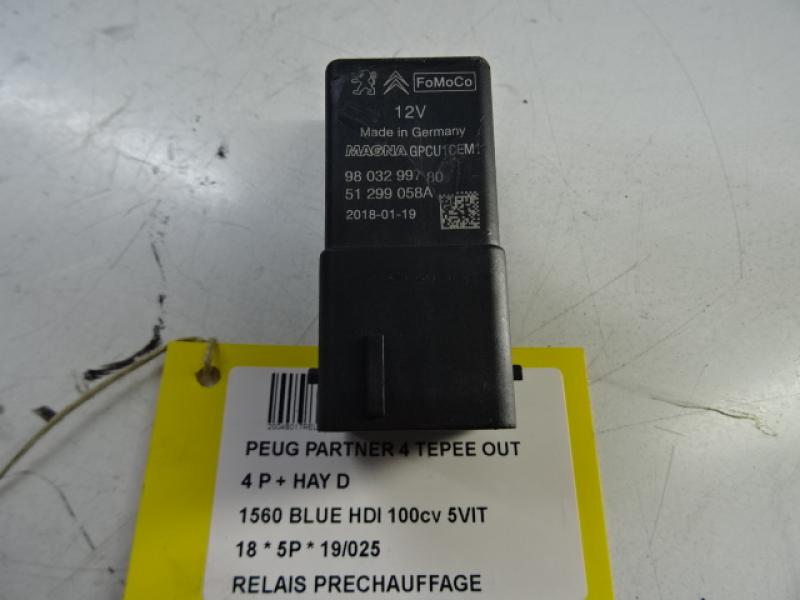 FoMoCo
12V
Made in Germany
MAGNA GPCU1CEM1
98 032 997 80
51 299 058A
2018-01-19
PEUG PARTNER 4 TEPEE OUT
4 P + HAY D
1560 BLUE HDI 100cv 5VIT
18 * 5P * 19/025
RELAIS PRECHAUFFAGE